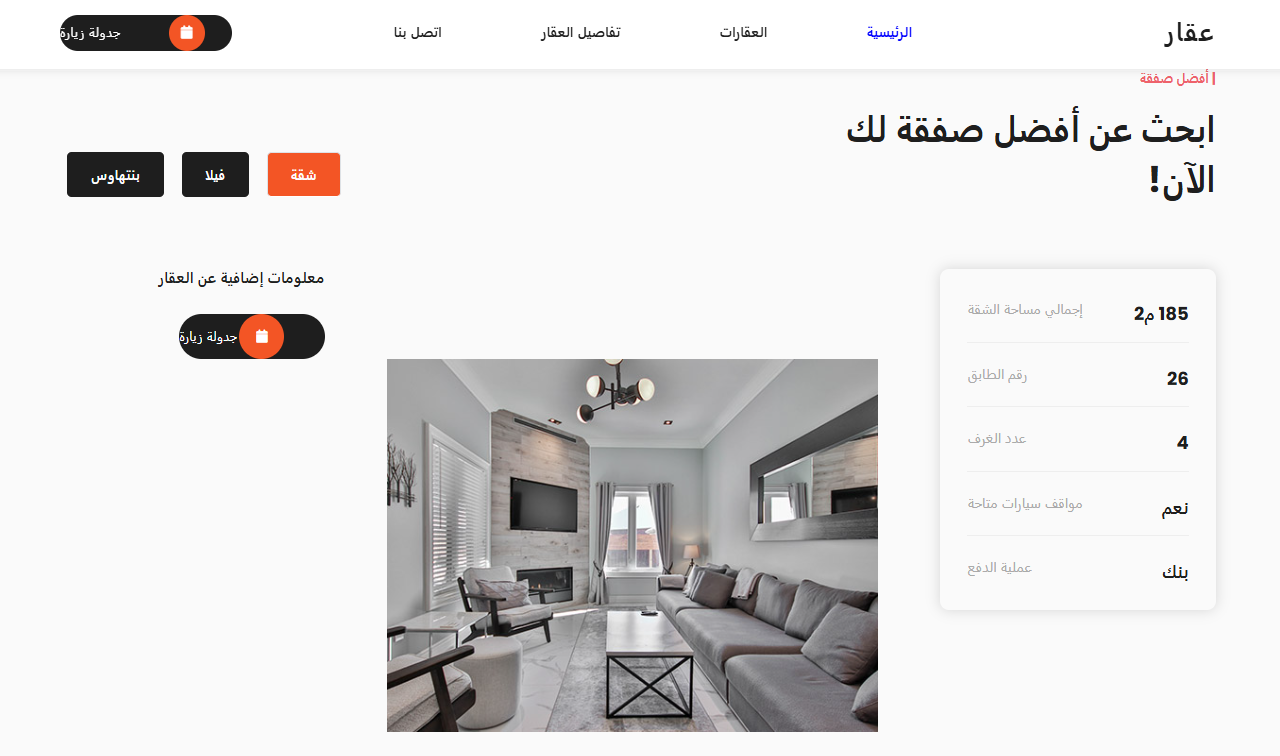 عقار
الرئيسية
العقارات
تفاصيل العقار
اتصل بنا
جدولة زيارة
| أفضل صفقة
ابحث عن أفضل صفقة لك
الآن!
شقة
فيلا
بنتهاوس
185 م2
إجمالي مساحة الشقة
26
رقم الطابق
4
عدد الغرف
نعم
مواقف سيارات متاحة
بنك
عملية الدفع
معلومات إضافية عن العقار
جدولة زيارة